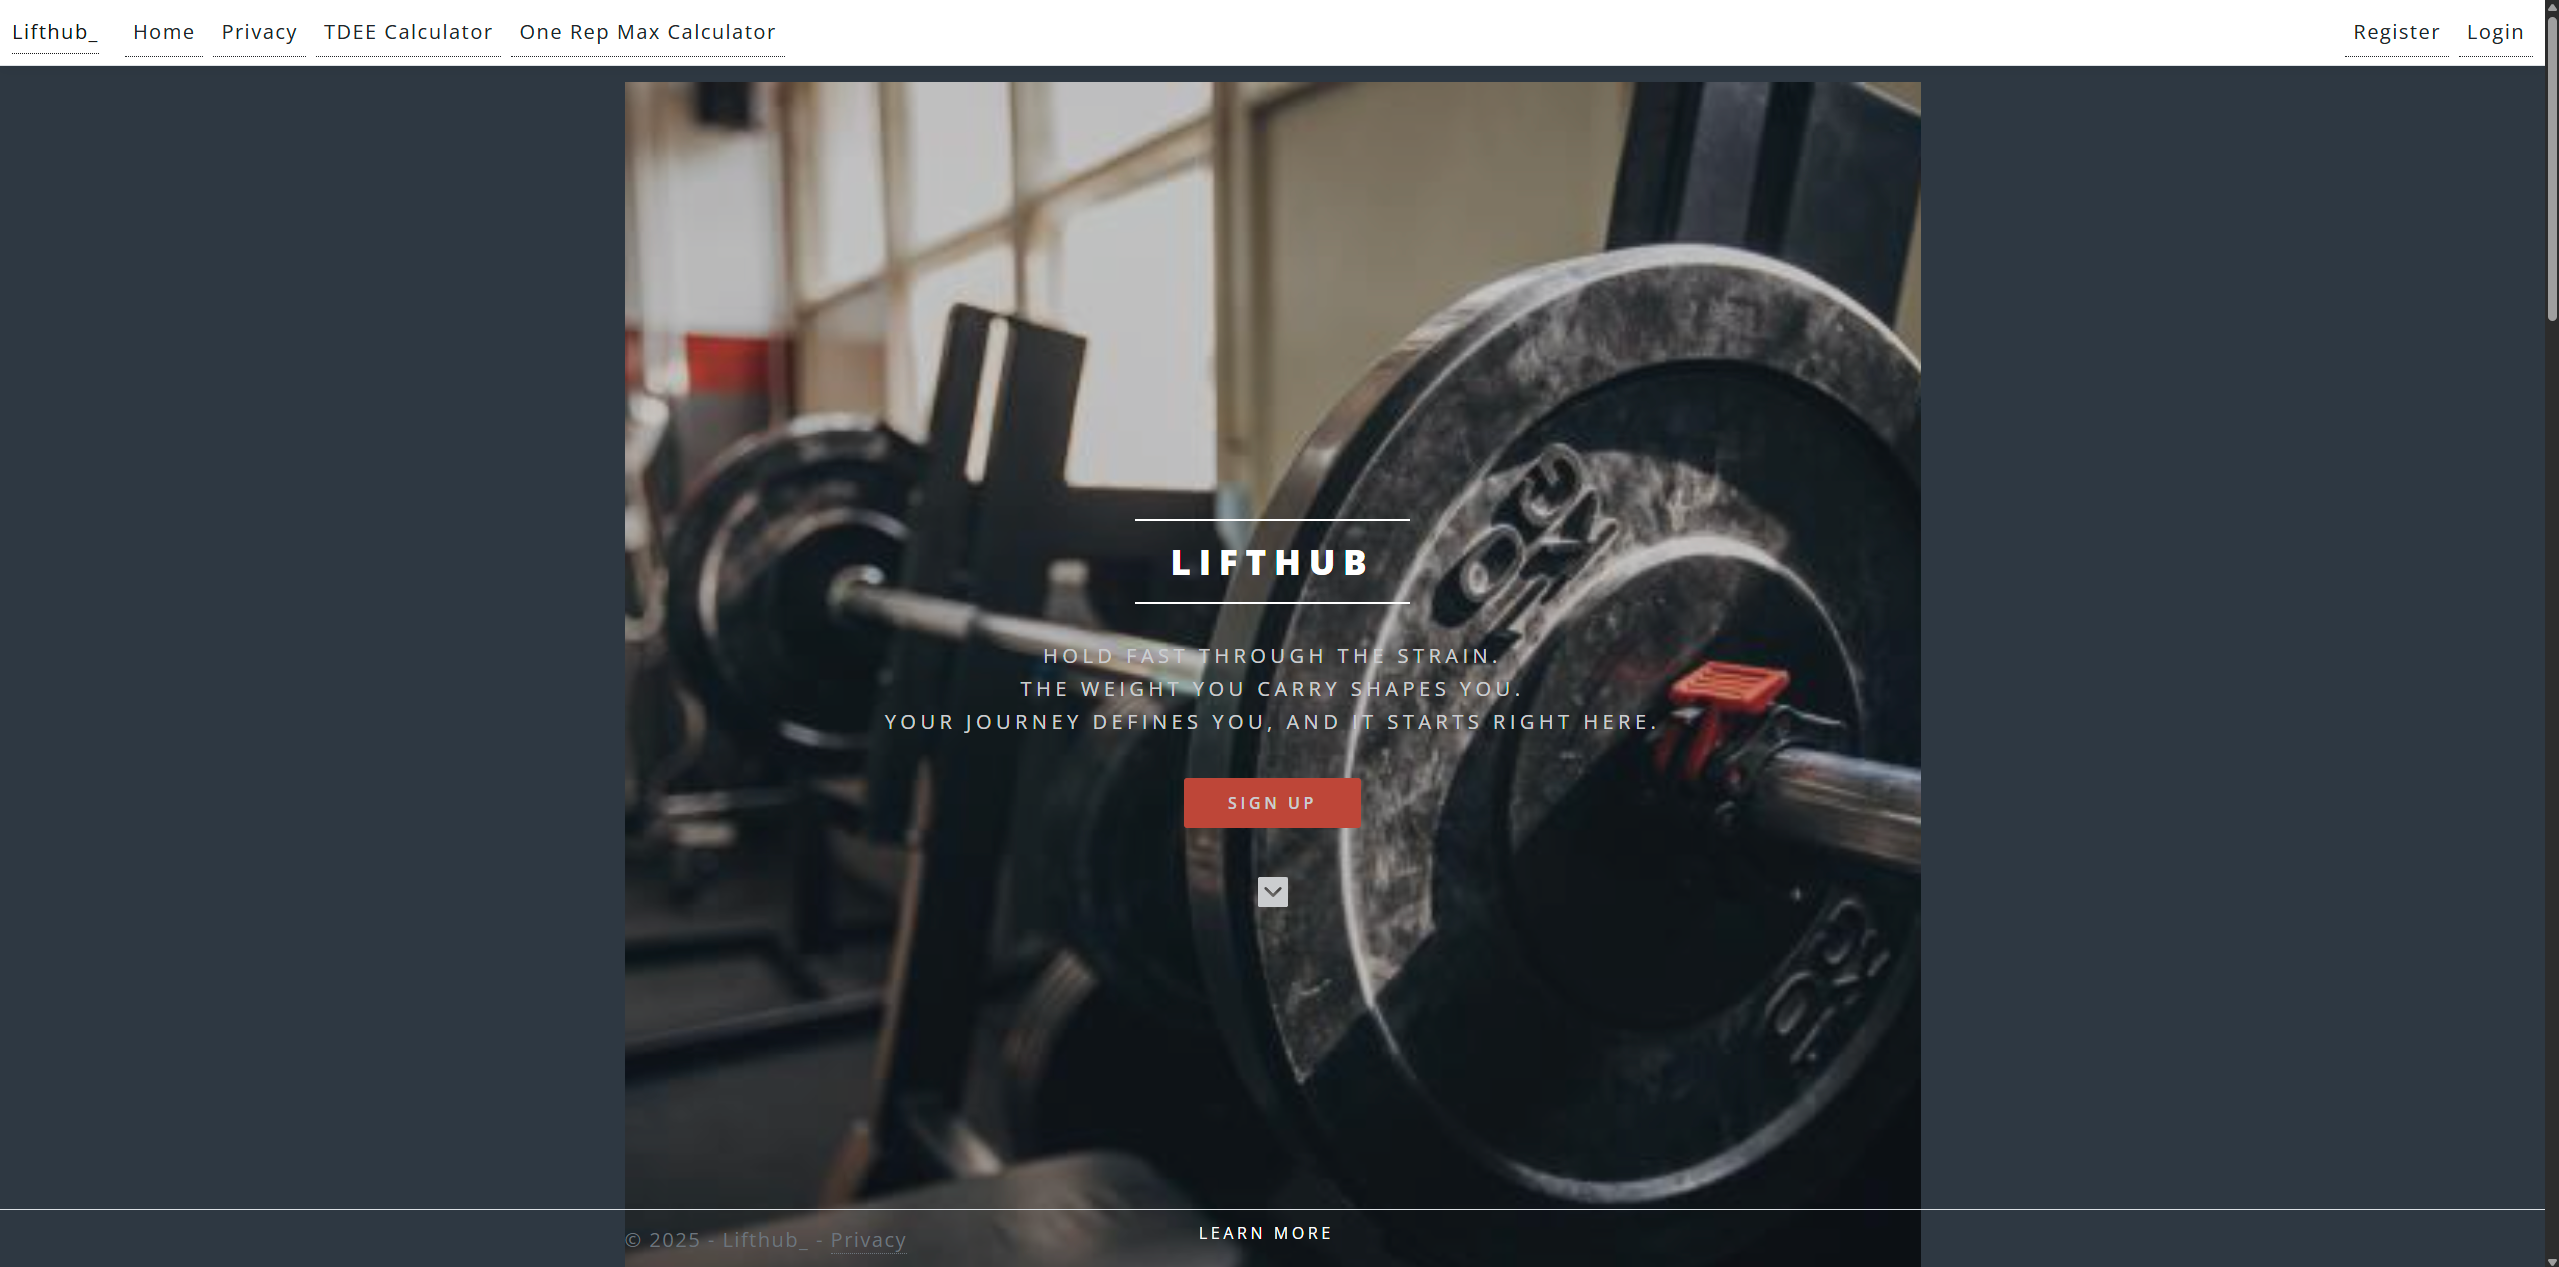 Lifthub_ Home Privacy TDEE Calculator One Rep Max Calculator Register Login
LIFTHUB
HOLD FAST THROUGH THE STRAIN.
THE WEIGHT YOU CARRY SHAPES YOU.
YOUR JOURNEY DEFINES YOU, AND IT STARTS RIGHT HERE.
SIGN UP
LEARN MORE
© 2025 - Lifthub_ - Privacy